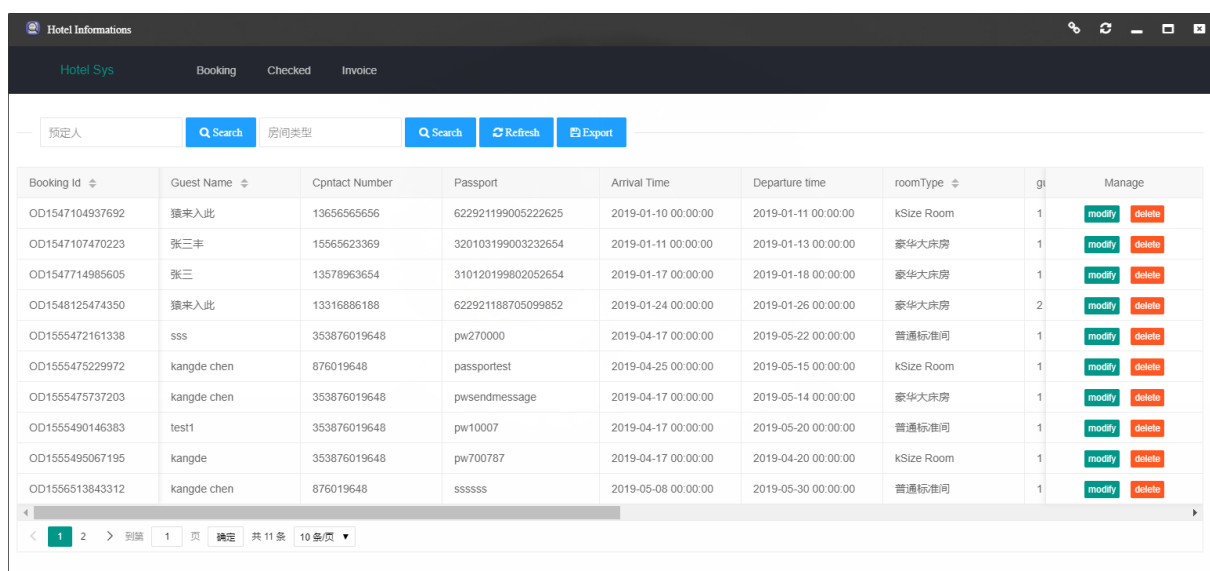 Hotel Informations
Hotel Sys Booking Checked Invoice
预定人 Search 房间类型 Search Refresh Export
Booking Id Guest Name Cpntact Number Passport Arrival Time Departure time roomType gu Manage
OD1547104937692 猿来入此 13656565656 622921199005222625 2019-01-10 00:00:00 2019-01-11 00:00:00 kSize Room 1 modify delete
OD1547107470223 张三丰 15565623369 320103199003232654 2019-01-11 00:00:00 2019-01-13 00:00:00 豪华大床房 1 modify delete
OD1547714985605 张三 13578963654 310120199802052654 2019-01-17 00:00:00 2019-01-18 00:00:00 豪华大床房 1 modify delete
OD1548125474350 猿来入此 13316886188 622921188705099852 2019-01-24 00:00:00 2019-01-26 00:00:00 豪华大床房 2 modify delete
OD1555472161338 sss 353876019648 pw270000 2019-04-17 00:00:00 2019-05-22 00:00:00 普通标准间 1 modify delete
OD1555475229972 kangde chen 876019648 passportest 2019-04-25 00:00:00 2019-05-15 00:00:00 kSize Room 1 modify delete
OD1555475737203 kangde chen 353876019648 pwsendmessage 2019-04-17 00:00:00 2019-05-14 00:00:00 豪华大床房 1 modify delete
OD1555490146383 test1 353876019648 pw10007 2019-04-17 00:00:00 2019-05-20 00:00:00 普通标准间 1 modify delete
OD1555495067195 kangde 353876019648 pw700787 2019-04-17 00:00:00 2019-04-20 00:00:00 kSize Room 1 modify delete
OD1556513843312 kangde chen 876019648 ssssss 2019-05-08 00:00:00 2019-05-30 00:00:00 普通标准间 1 modify delete
1 2 到第 1 页 确定 共 11 条 10 条/页